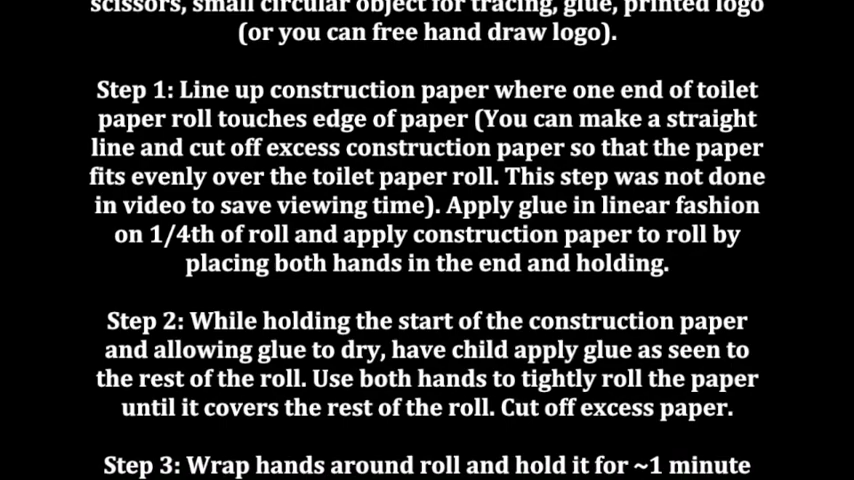 scissors, small circular object for tracing, glue, printed logo
(or you can free hand draw logo).
Step 1: Line up construction paper where one end of toilet
paper roll touches edge of paper (You can make a straight
line and cut off excess construction paper so that the paper
fits evenly over the toilet paper roll. This step was not done
in video to save viewing time). Apply glue in linear fashion
on 1/4th of roll and apply construction paper to roll by
placing both hands in the end and holding.
Step 2: While holding the start of the construction paper
and allowing glue to dry, have child apply glue as seen to
the rest of the roll. Use both hands to tightly roll the paper
until it covers the rest of the roll. Cut off excess paper.
Step 3: Wrap hands around roll and hold it for ~1 minute